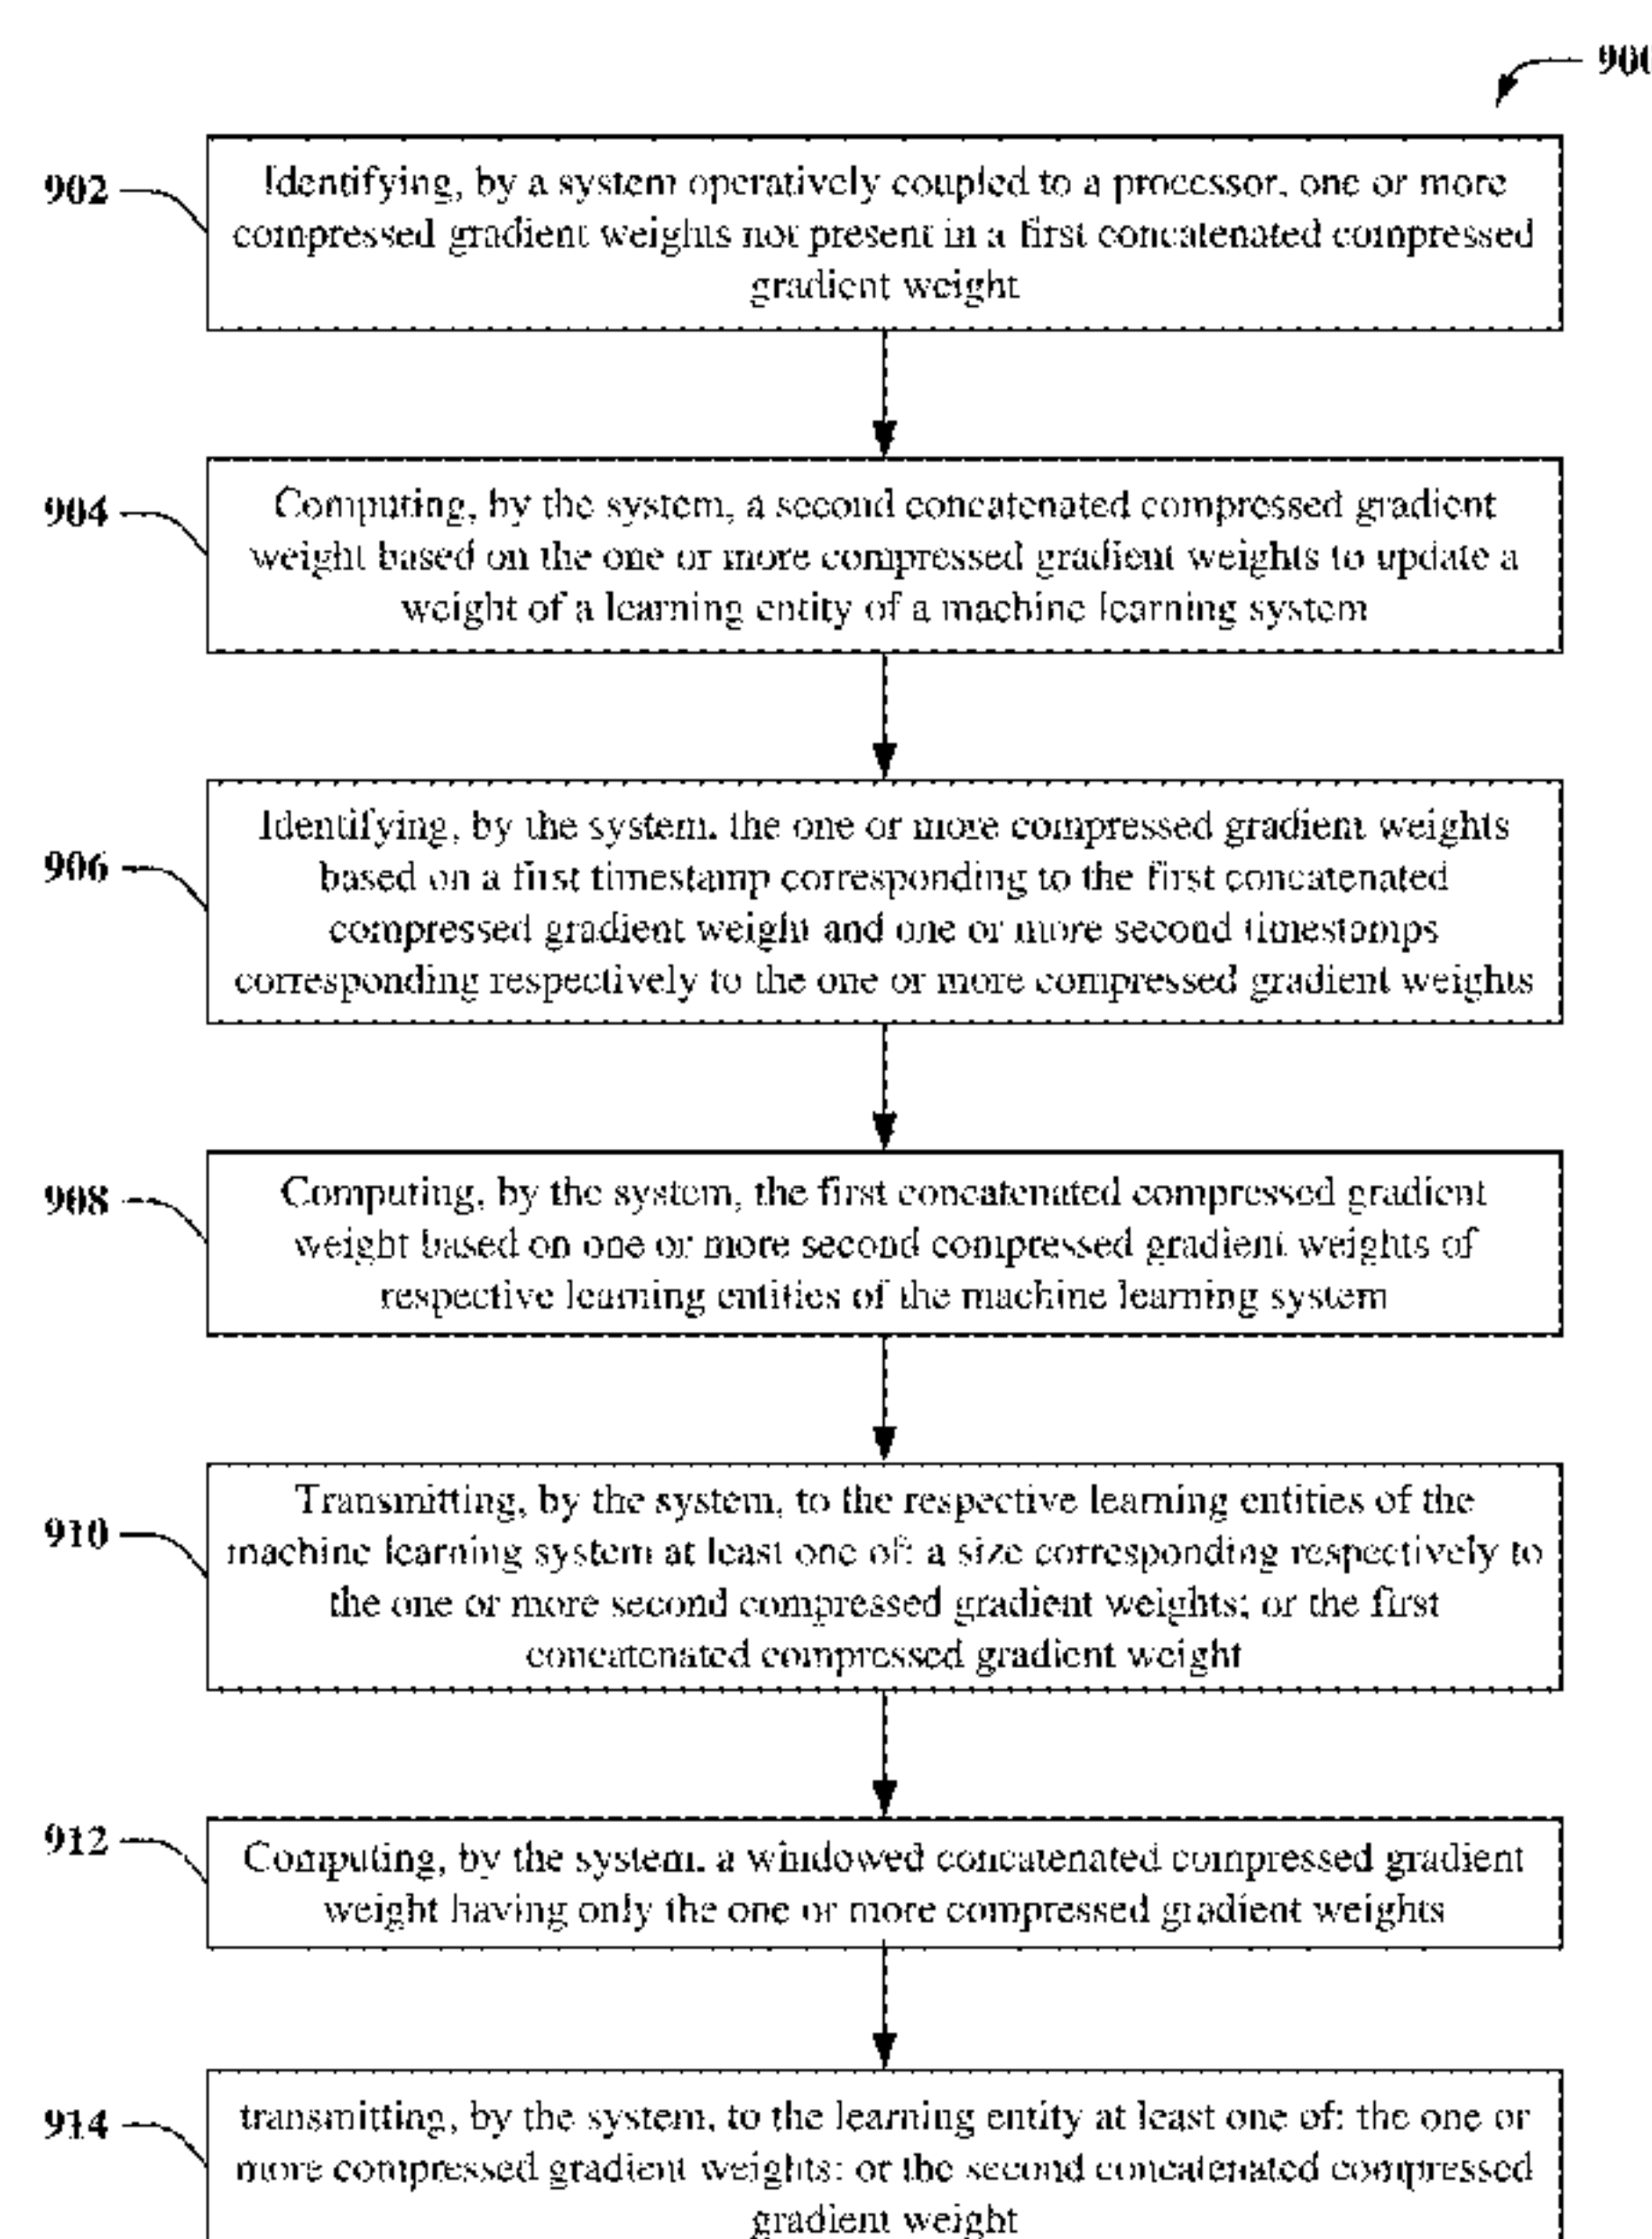 900
902
Identifying, by a system operatively coupled to a processor, one or more
compressed gradient weights not present in a first concatenated compressed
gradient weight
904
Computing, by the system, a second concatenated compressed gradient
weight based on the one or more compressed gradient weights to update a
weight of a learning entity of a machine learning system
906
Identifying, by the system, the one or more compressed gradient weights
based on a first timestamp corresponding to the first concatenated
compressed gradient weight and one or more second timestamps
corresponding respectively to the one or more compressed gradient weights
908
Computing, by the system, the first concatenated compressed gradient
weight based on one or more second compressed gradient weights of
respective learning entities of the machine learning system
910
Transmitting, by the system, to the respective learning entities of the
machine learning system at least one of: a size corresponding respectively to
the one or more second compressed gradient weights; or the first
concatenated compressed gradient weight
912
Computing, by the system, a windowed concatenated compressed gradient
weight having only the one or more compressed gradient weights
914
transmitting, by the system, to the learning entity at least one of: the one or
more compressed gradient weights; or the second concatenated compressed
gradient weight